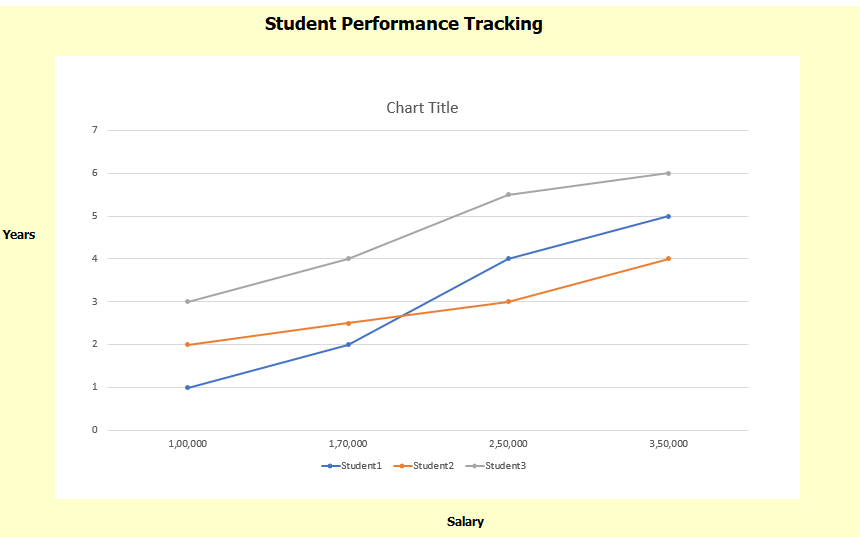 Student Performance Tracking
Chart Title
7
6
5
Years
4
3
2
1
0
1,00,000 1,70,000 2,50,000 3,50,000
Student1 Student2 Student3
Salary